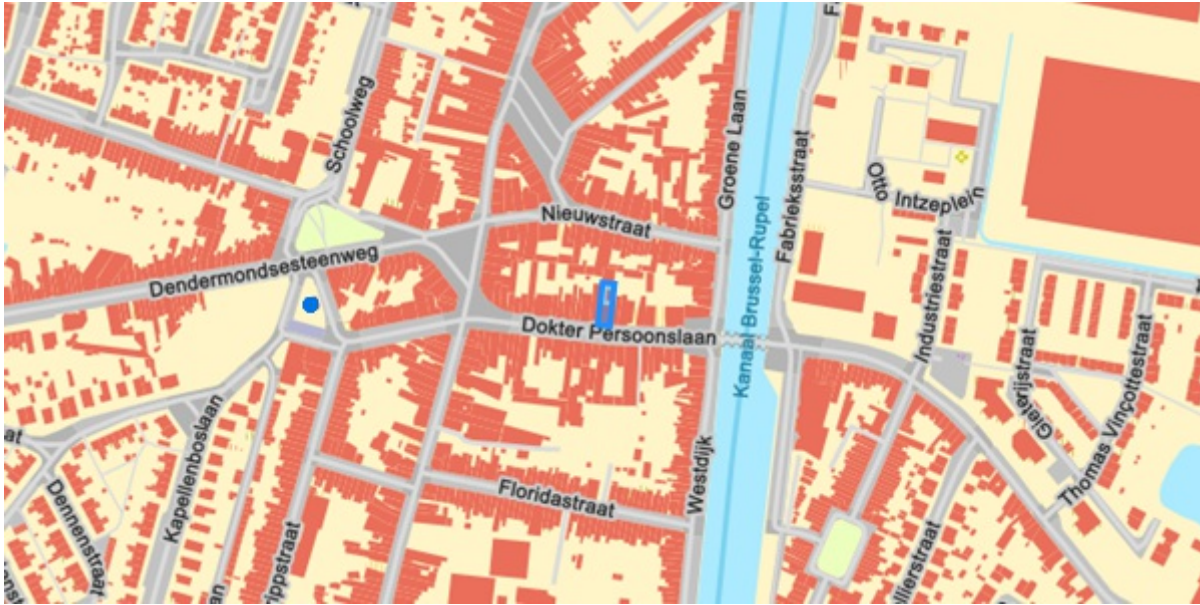 Schoolweg
Groene Laan
Otto
Intzeplein
Nieuwstraat
Fabrieksstraat
Dendermondsesteenweg
Kanaal Brussel-Rupel
Industriestraat
Dokter Persoonslaan
Gieterijstraat
Thomas Vinçottestraat
Kapellenboslaan
Westdijk
Floridastraat
Dennenstraat